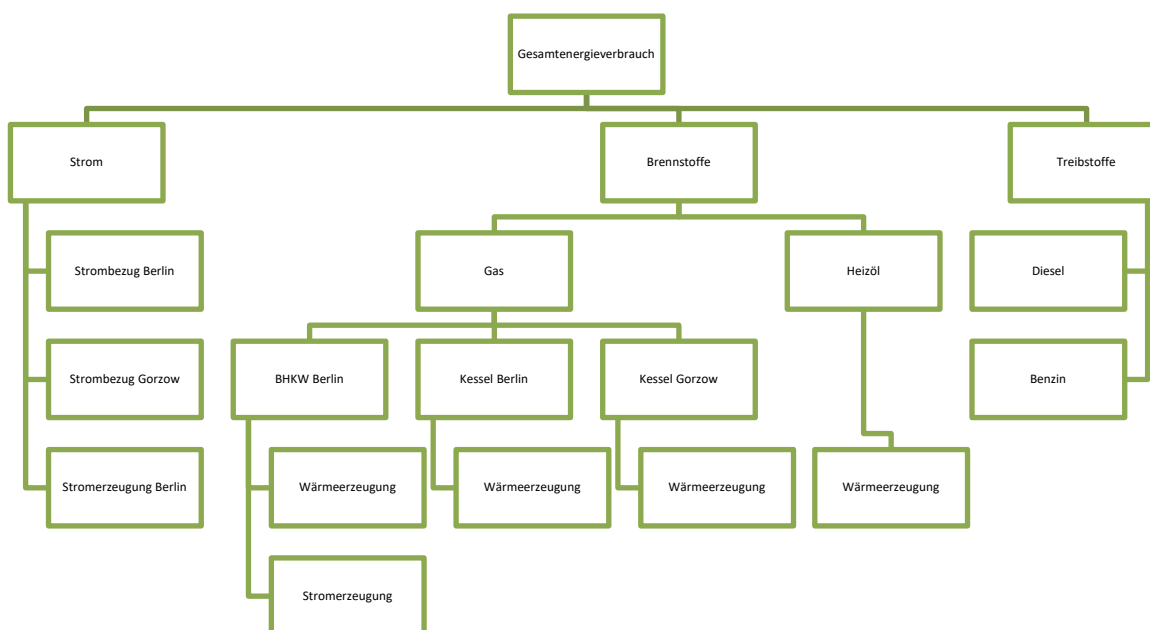 Gesamtenergieverbrauch
Strom
Brennstoffe
Treibstoffe
Strombezug Berlin
Gas
Heizöl
Diesel
Strombezug Gorzow
BHKW Berlin
Kessel Berlin
Kessel Gorzow
Benzin
Stromerzeugung Berlin
Wärmeerzeugung
Wärmeerzeugung
Wärmeerzeugung
Wärmeerzeugung
Stromerzeugung